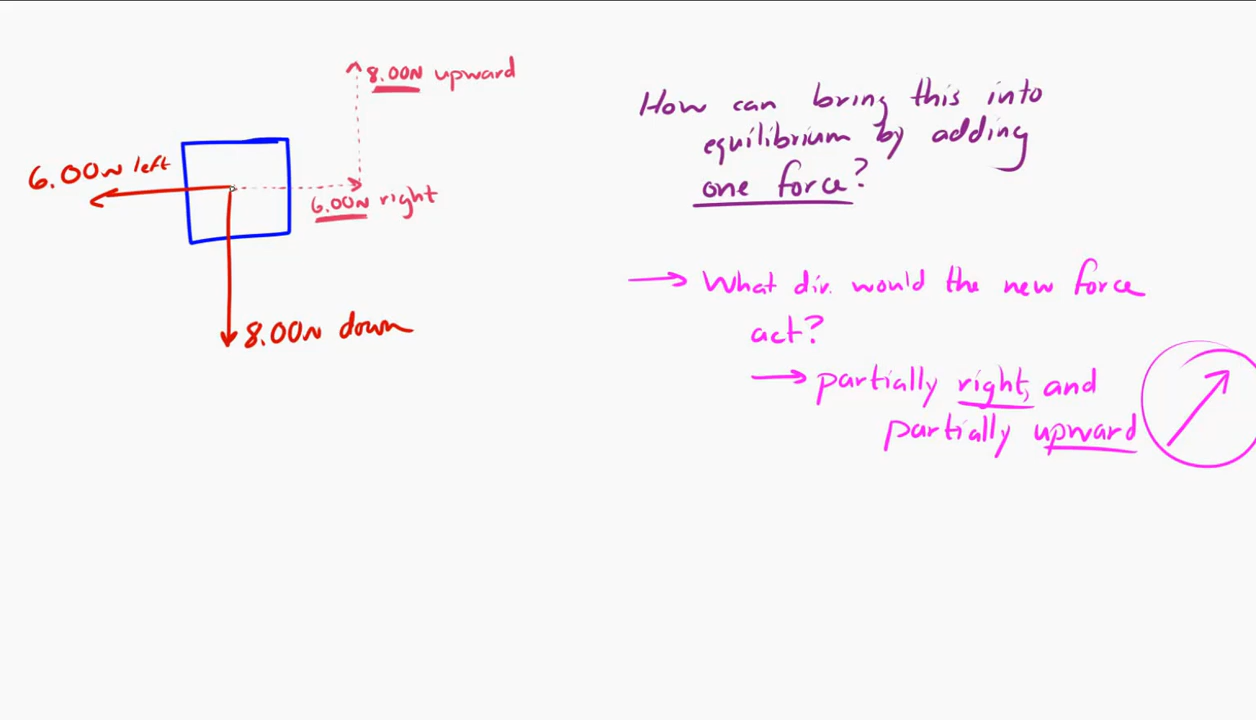 8.00N upward
6.00N left
6.00N right
8.00N down
How can bring this into
equilibrium by adding
one force?
→ What dir. would the new force
act?
→ partially right, and
partially upward